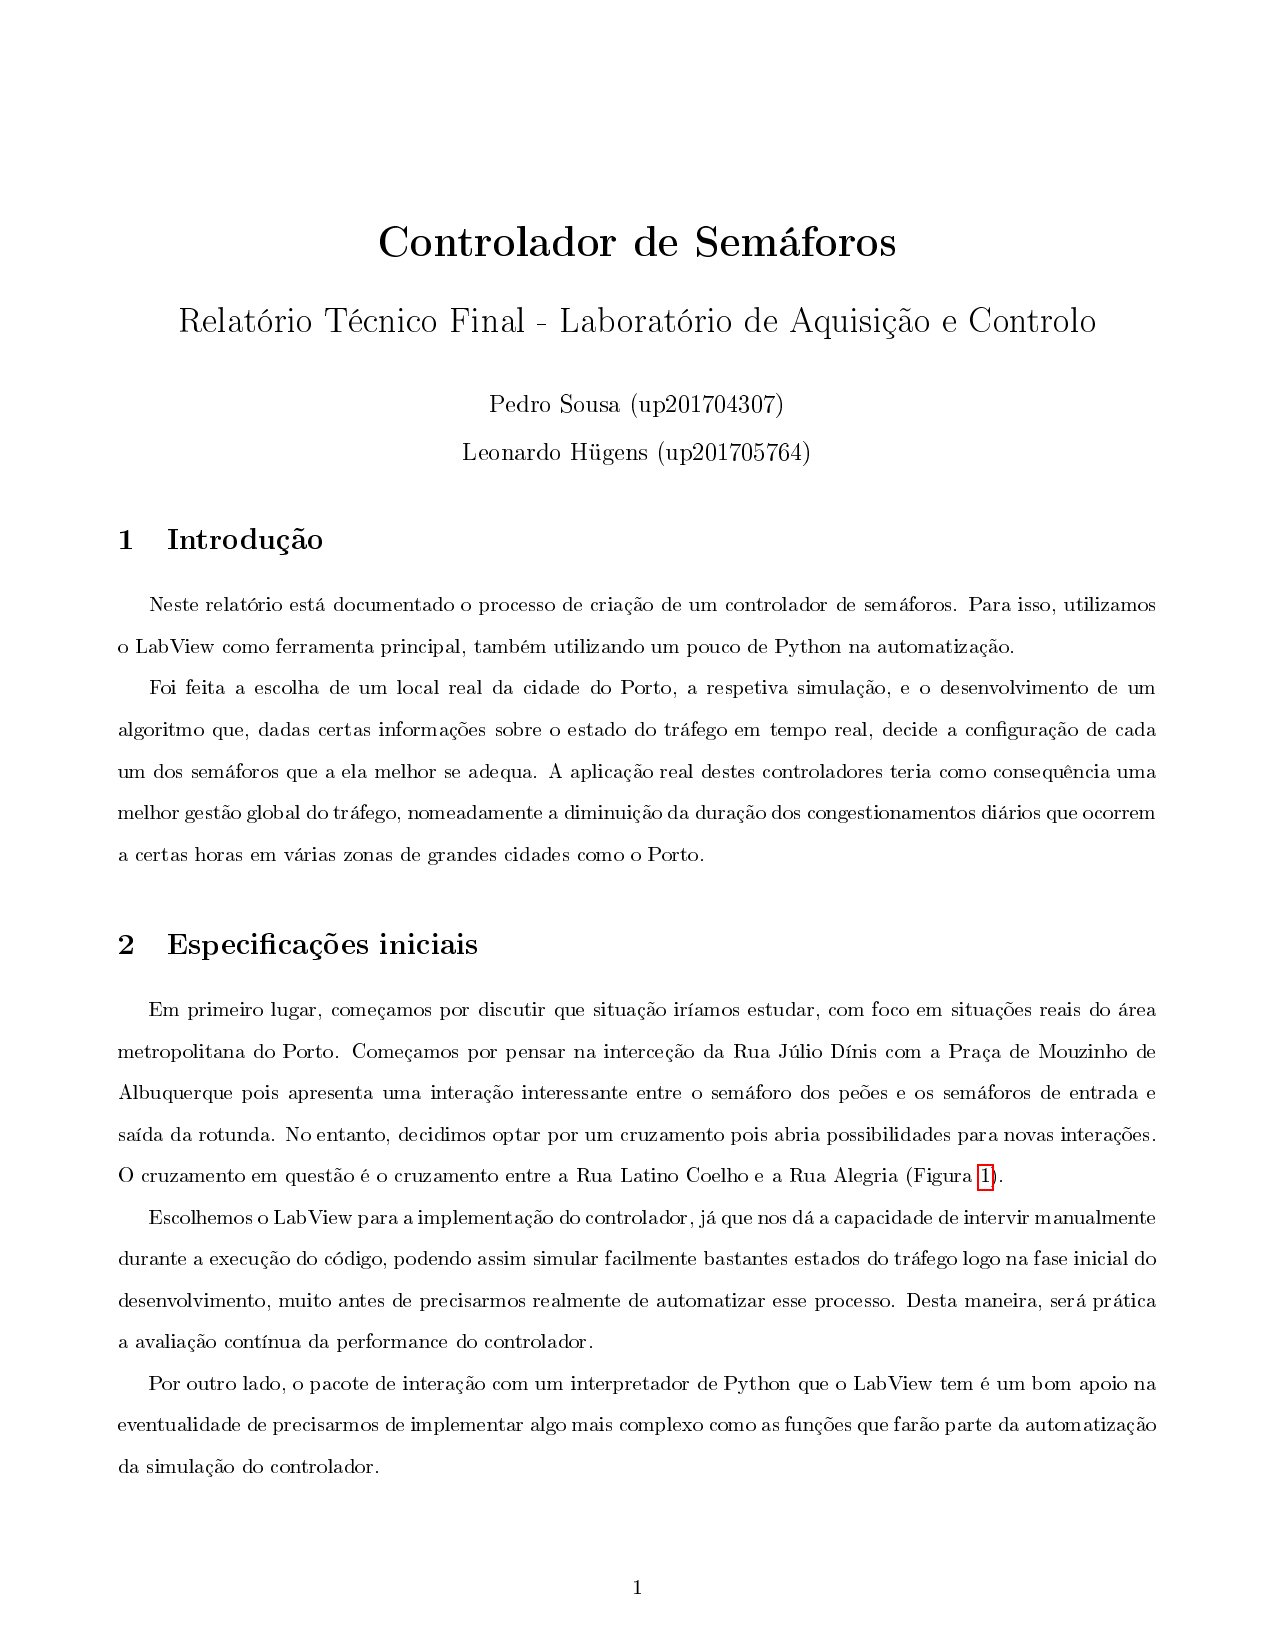 Controlador de Semáforos
Relatório Técnico Final - Laboratório de Aquisição e Controlo
Pedro Sousa (up201704307)
Leonardo Hügens (up201705764)
1 Introdução
Neste relatório está documentado o processo de criação de um controlador de semáforos. Para isso, utilizamos
o LabView como ferramenta principal, também utilizando um pouco de Python na automatização.
Foi feita a escolha de um local real da cidade do Porto, a respetiva simulação, e o desenvolvimento de um
algoritmo que, dadas certas informações sobre o estado do tráfego em tempo real, decide a configuração de cada
um dos semáforos que a ela melhor se adequa. A aplicação real destes controladores teria como consequência uma
melhor gestão global do tráfego, nomeadamente a diminuição da duração dos congestionamentos diários que ocorrem
a certas horas em várias zonas de grandes cidades como o Porto.
2 Especificações iniciais
Em primeiro lugar, começamos por discutir que situação iríamos estudar, com foco em situações reais do área
metropolitana do Porto. Começamos por pensar na interceção da Rua Júlio Dínis com a Praça de Mouzinho de
Albuquerque pois apresenta uma interação interessante entre o semáforo dos peões e os semáforos de entrada e
saída da rotunda. No entanto, decidimos optar por um cruzamento pois abria possibilidades para novas interações.
O cruzamento em questão é o cruzamento entre a Rua Latino Coelho e a Rua Alegria (Figura 1).
Escolhemos o LabView para a implementação do controlador, já que nos dá a capacidade de intervir manualmente
durante a execução do código, podendo assim simular facilmente bastantes estados do tráfego logo na fase inicial do
desenvolvimento, muito antes de precisarmos realmente de automatizar esse processo. Desta maneira, será prática
a avaliação contínua da performance do controlador.
Por outro lado, o pacote de interação com um interpretador de Python que o LabView tem é um bom apoio na
eventualidade de precisarmos de implementar algo mais complexo como as funções que farão parte da automatização
da simulação do controlador.
1